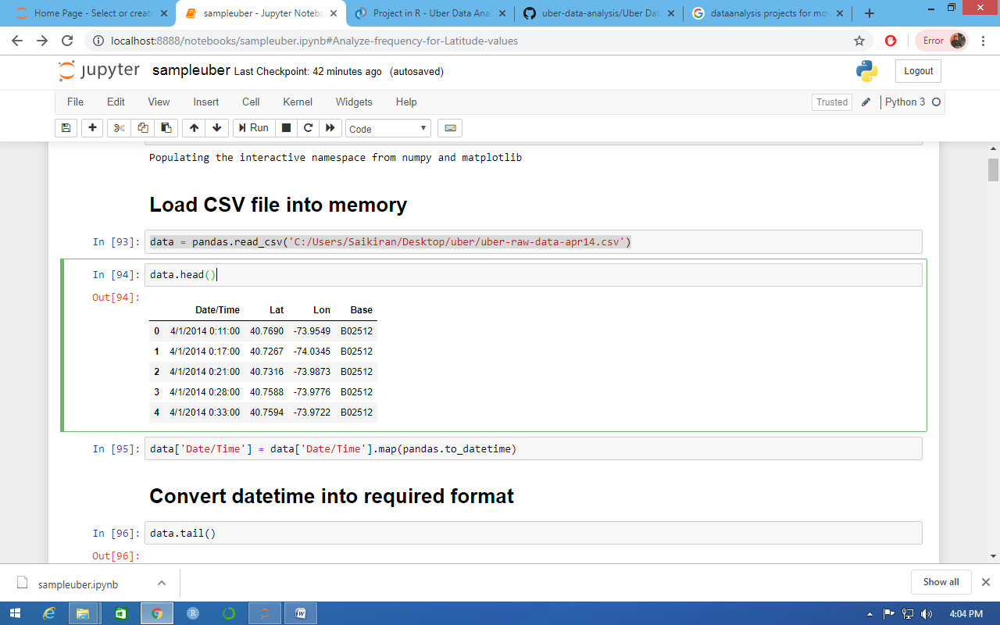 Home Page - Select or create
sampleuber - Jupyter Notebo
Project in R - Uber Data Ana
uber-data-analysis/Uber Dat
dataanalysis projects for mov
localhost:8888/notebooks/sampleuber.ipynb#Analyze-frequency-for-Latitude-values
Error
jupyter sampleuber Last Checkpoint: 42 minutes ago (autosaved)
Logout
File Edit View Insert Cell Kernel Widgets Help
Trusted
Python 3
Run
Code
Populating the interactive namespace from numpy and matplotlib
Load CSV file into memory
In [93]: data = pandas.read_csv('C:/Users/Saikiran/Desktop/uber/uber-raw-data-apr14.csv')
In [94]: data.head()
Out[94]:
Date/Time Lat Lon Base
0 4/1/2014 0:11:00 40.7690 -73.9549 B02512
1 4/1/2014 0:17:00 40.7267 -74.0345 B02512
2 4/1/2014 0:21:00 40.7316 -73.9873 B02512
3 4/1/2014 0:28:00 40.7588 -73.9776 B02512
4 4/1/2014 0:33:00 40.7594 -73.9722 B02512
In [95]: data['Date/Time'] = data['Date/Time'].map(pandas.to_datetime)
Convert datetime into required format
In [96]: data.tail()
Out[96]:
sampleuber.ipynb
Show all
4:04 PM